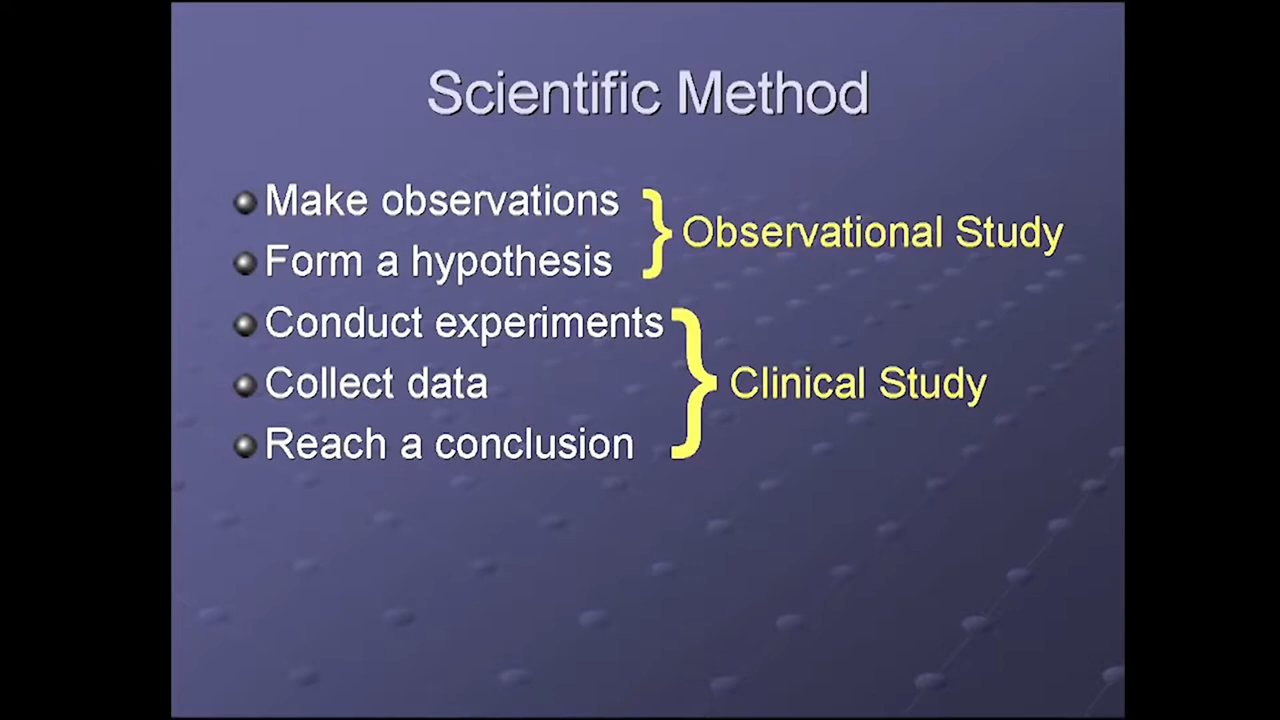 Scientific Method
Make observations
Form a hypothesis
Observational Study
Conduct experiments
Collect data
Reach a conclusion
Clinical Study